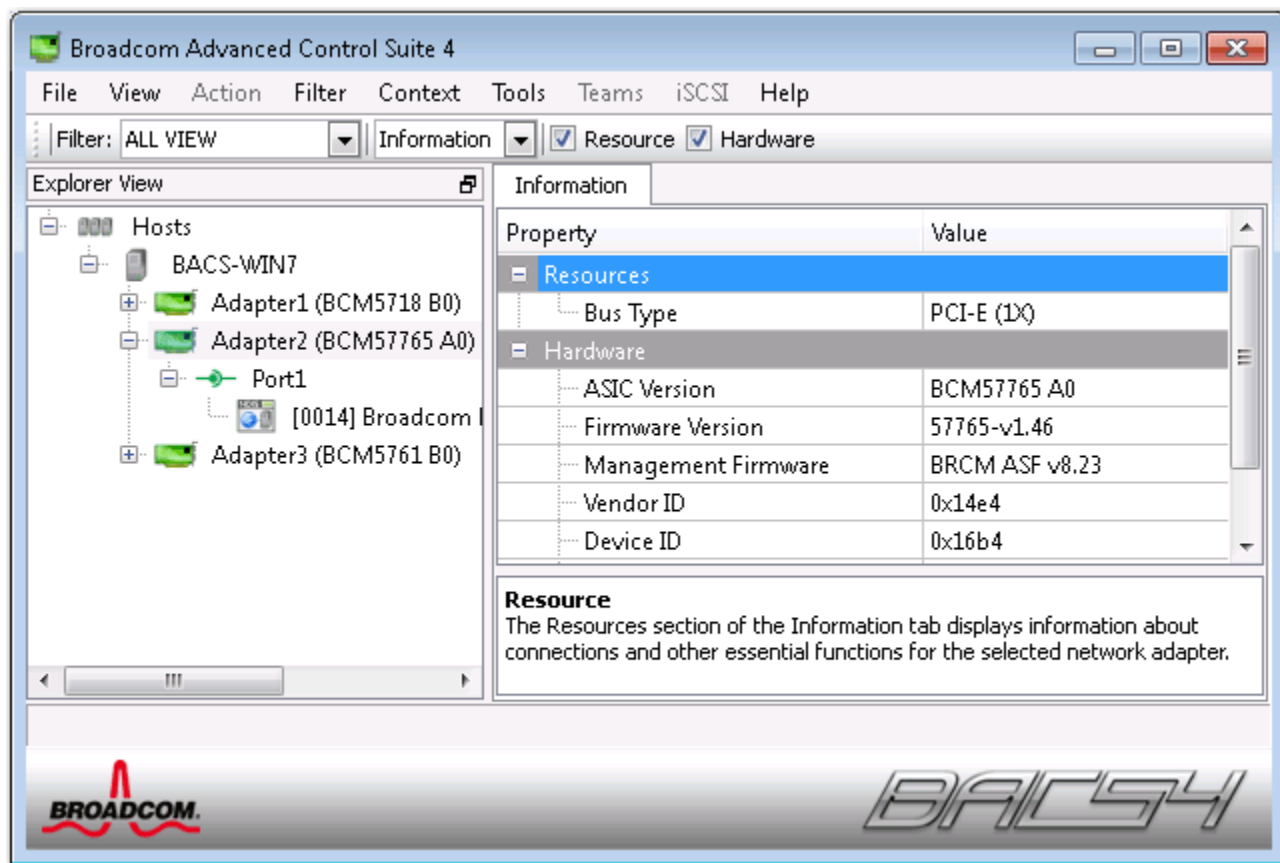 Broadcom Advanced Control Suite 4
File View Action Filter Context Tools Teams iSCSI Help
Filter: ALL VIEW Information Resource Hardware
Explorer View
Hosts
BACS-WIN7
Adapter1 (BCM5718 B0)
Adapter2 (BCM57765 A0)
Port1
[0014] Broadcom
Adapter3 (BCM5761 B0)
Information
Property Value
Resources
Bus Type PCI-E (1X)
Hardware
ASIC Version BCM57765 A0
Firmware Version 57765-v1.46
Management Firmware BRCM ASF v8.23
Vendor ID 0x14e4
Device ID 0x16b4
Resource
The Resources section of the Information tab displays information about
connections and other essential functions for the selected network adapter.
BROADCOM.
BACS4